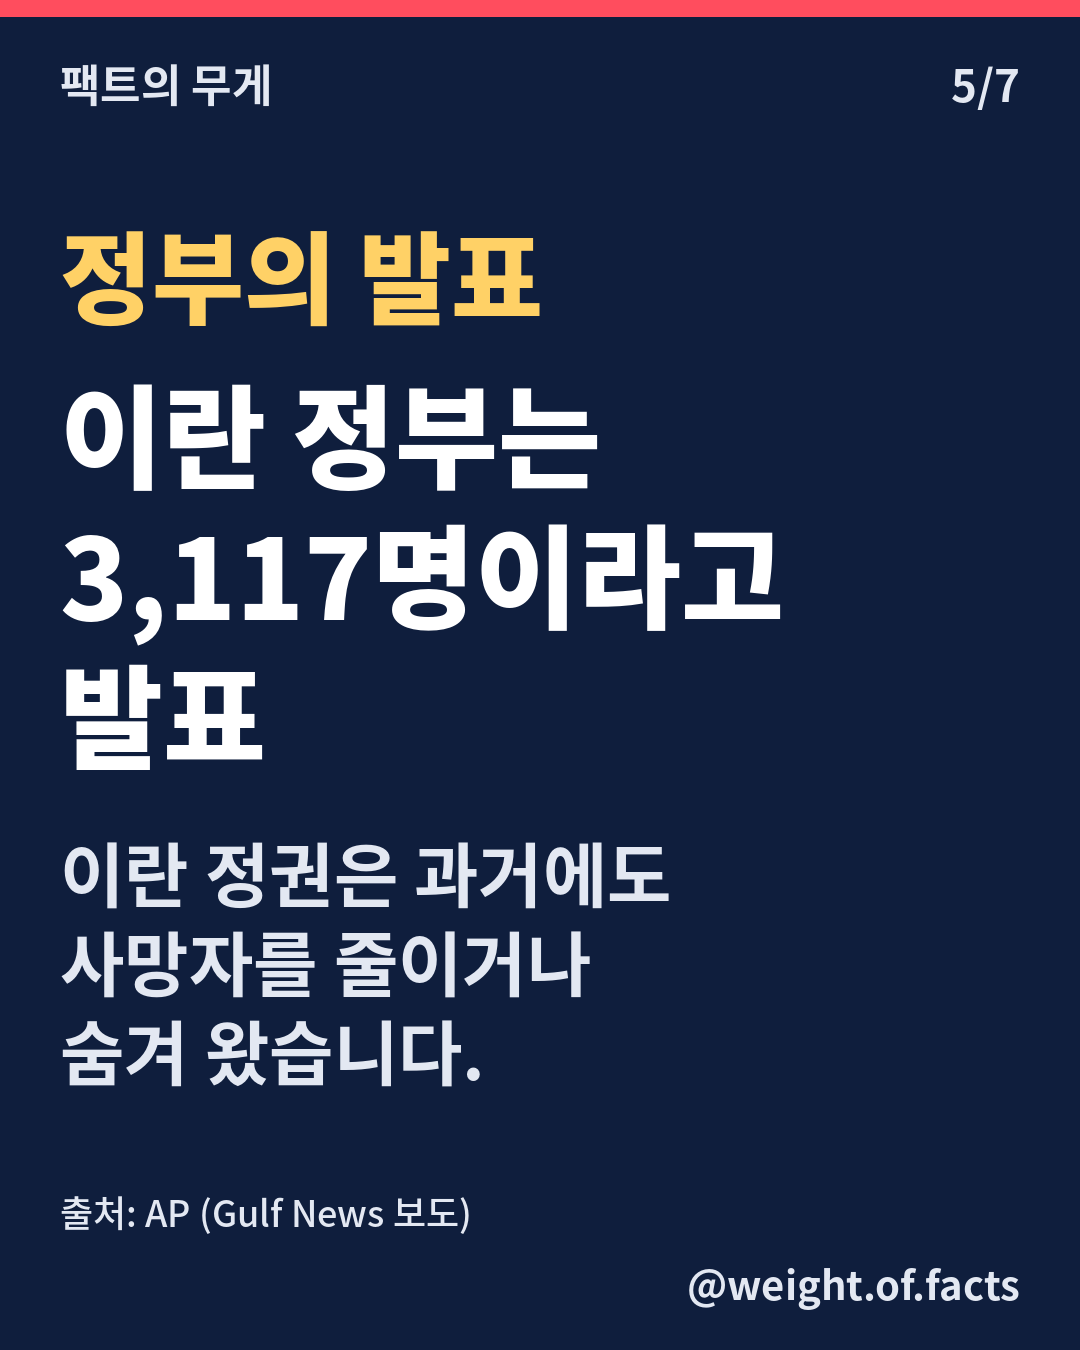 팩트의 무게
5/7
정부의 발표
이란 정부는
3,117명이라고
발표
이란 정권은 과거에도
사망자를 줄이거나
숨겨 왔습니다.
출처: AP (Gulf News 보도)
@weight.of.facts